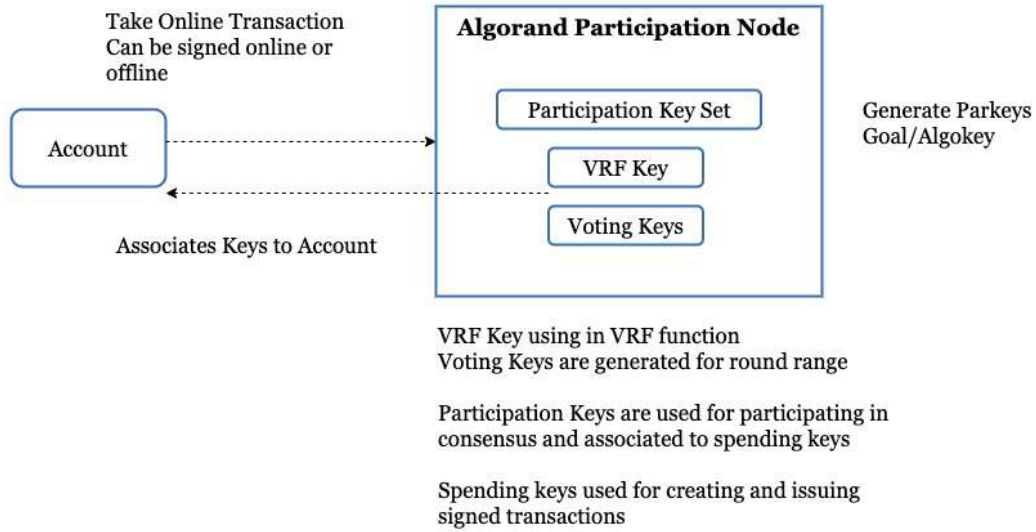 Take Online Transaction
Can be signed online or
offline
Account
Associates Keys to Account
Algorand Participation Node
Participation Key Set
VRF Key
Voting Keys
Generate Parkeys
Goal/Algokey
VRF Key using in VRF function
Voting Keys are generated for round range
Participation Keys are used for participating in
consensus and associated to spending keys
Spending keys used for creating and issuing
signed transactions